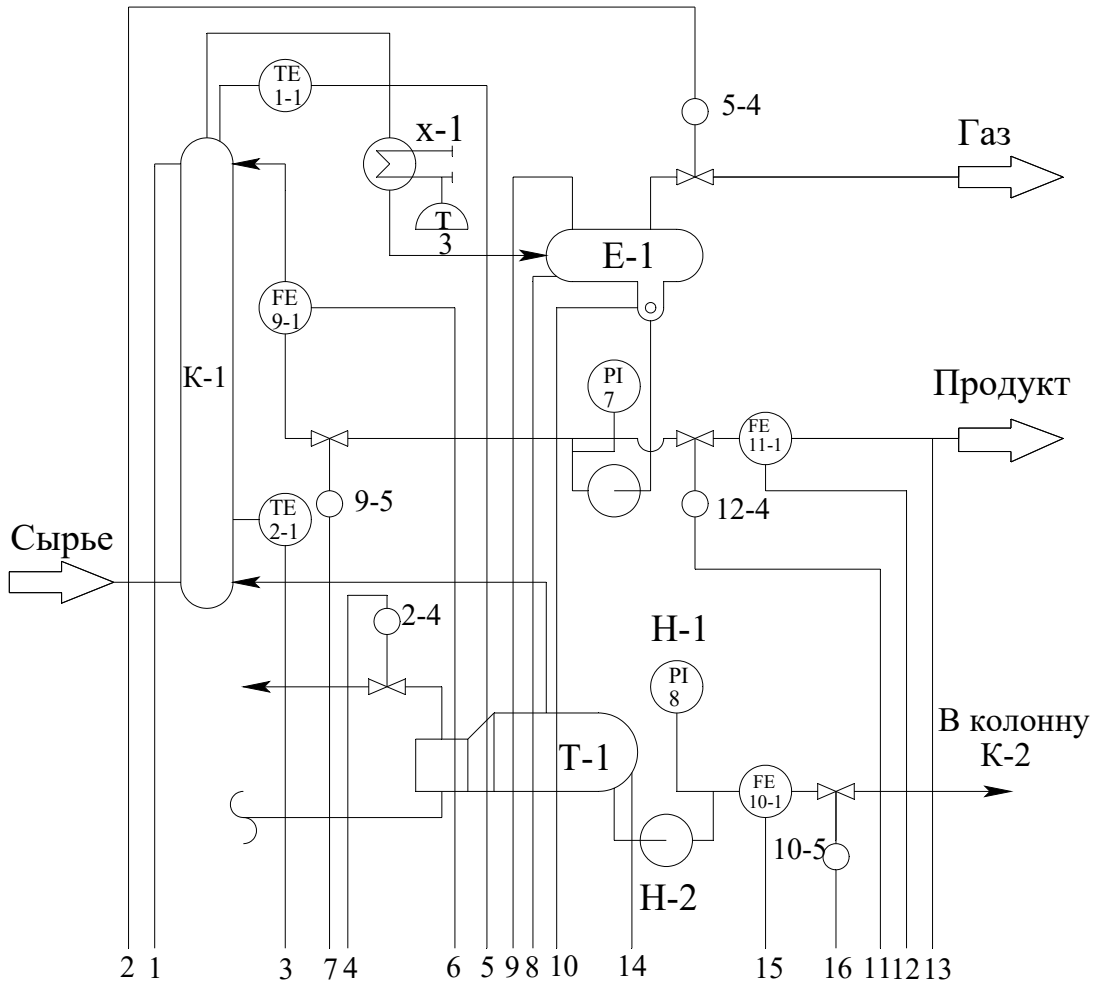 TE
1-1
5-4
х-1
Газ
т
3
Е-1
FE
9-1
К-1
PI
7
Продукт
FE
11-1
TE
2-1
9-5
12-4
Сырье
2-4
Н-1
PI
8
В колонну
К-2
Т-1
FE
10-1
10-5
Н-2
2 1 3 7 4 6 5 9 8 10 14 15 16 11 12 13